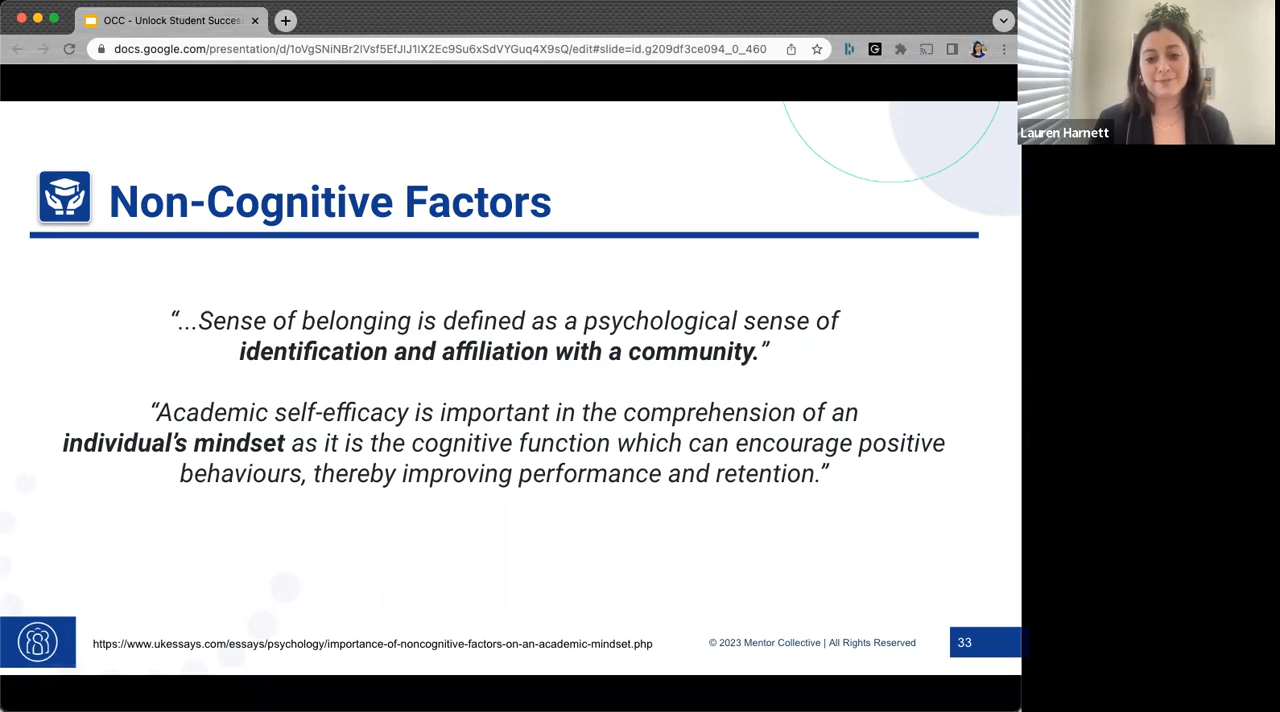 OCC - Unlock Student Succes
docs.google.com/presentation/d/1oVgSNiNBr2lVsf5EfJIJ1lX2Ec9Su6xSdVYGuq4X9sQ/edit#slide=id.g209df3ce094_0_460
Lauren Harnett
Non-Cognitive Factors
“...Sense of belonging is defined as a psychological sense of
identification and affiliation with a community.”
“Academic self-efficacy is important in the comprehension of an
individual’s mindset as it is the cognitive function which can encourage positive
behaviours, thereby improving performance and retention.”
https://www.ukessays.com/essays/psychology/importance-of-noncognitive-factors-on-an-academic-mindset.php
© 2023 Mentor Collective | All Rights Reserved
33